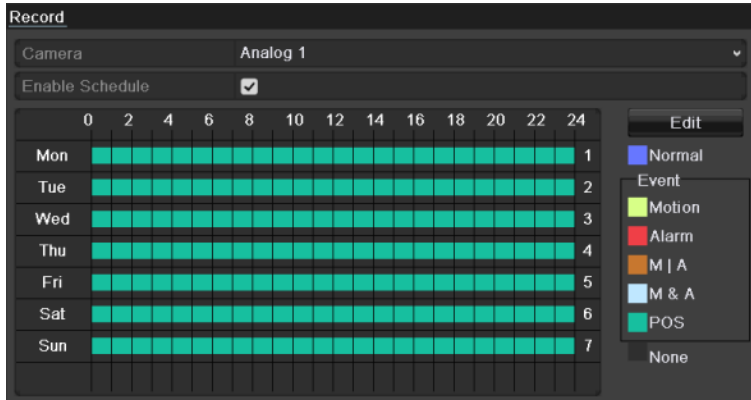 Record
Camera Analog 1
Enable Schedule
0 2 4 6 8 10 12 14 16 18 20 22 24
Edit
Mon 1
Normal
Tue 2
Event
Motion
Wed 3
Alarm
Thu 4
M | A
Fri 5
M & A
Sat 6
POS
Sun 7
None